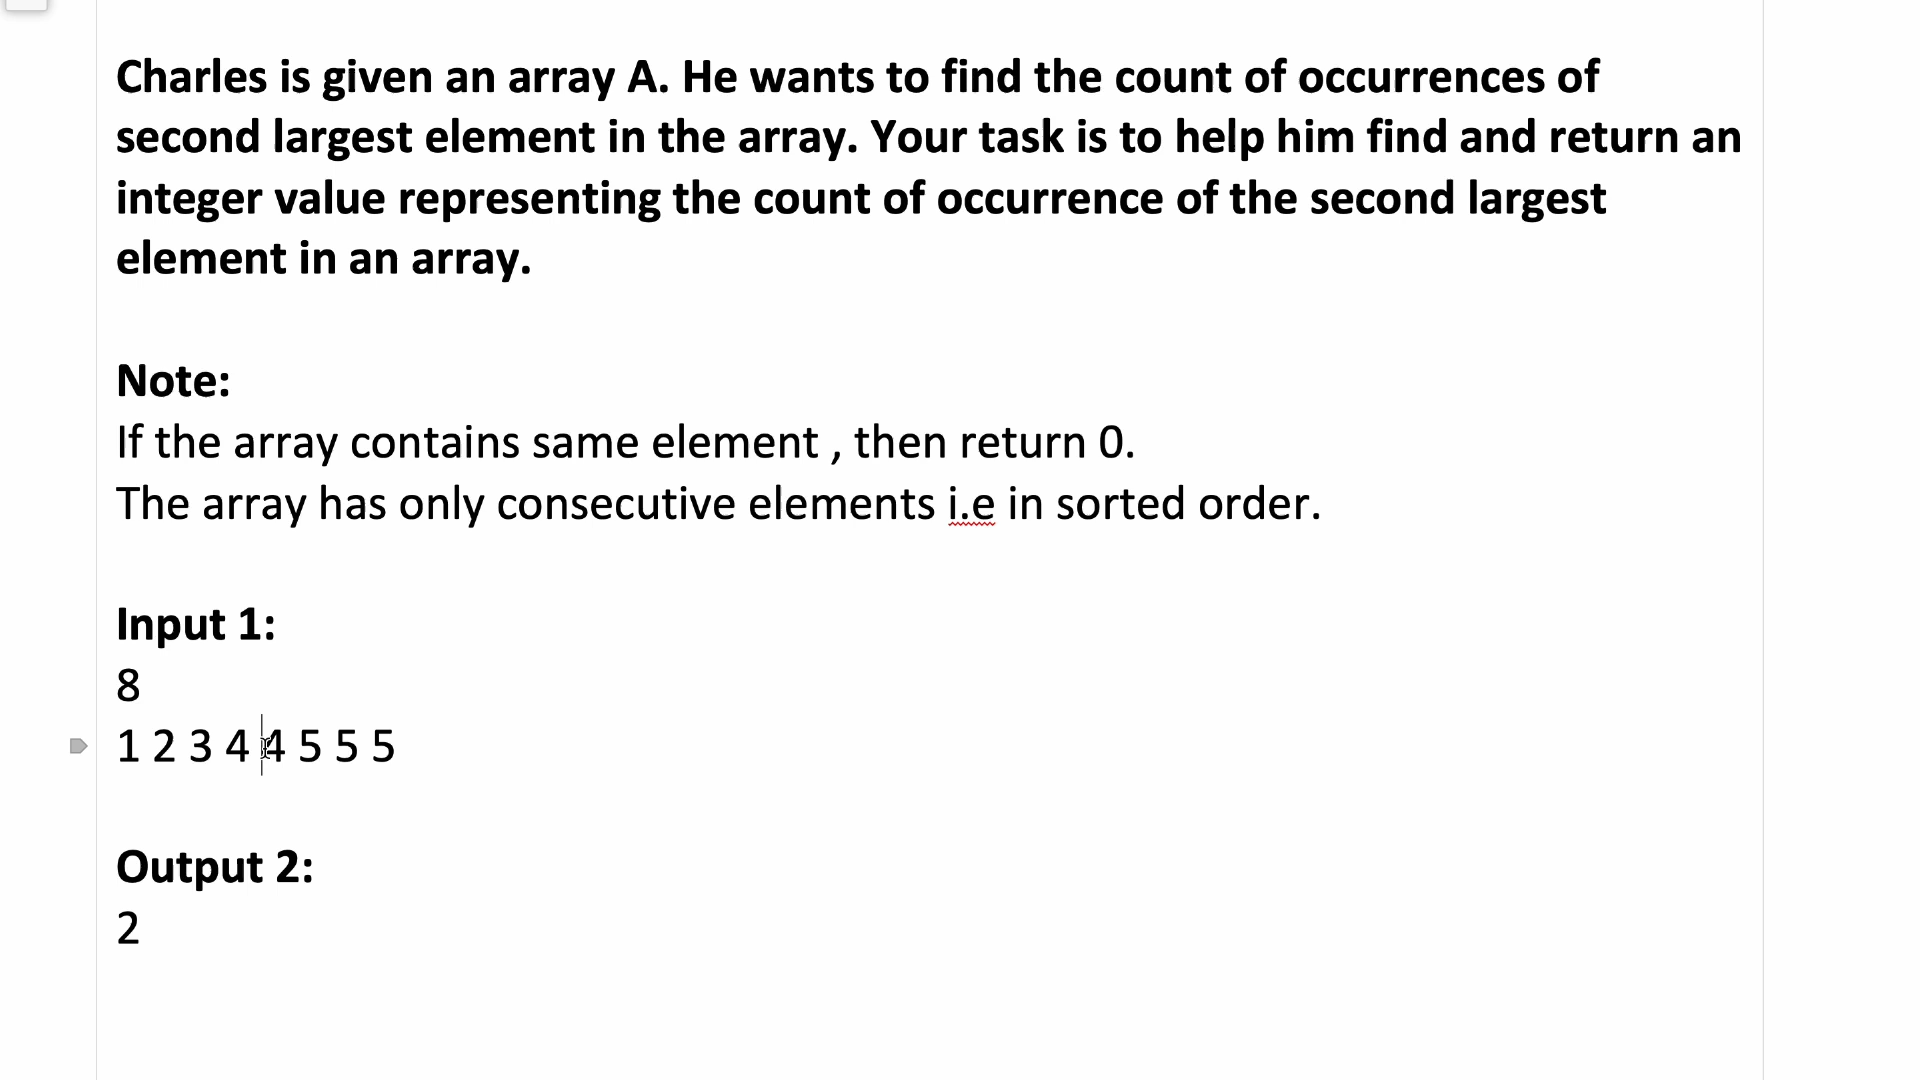 Charles is given an array A. He wants to find the count of occurrences of
second largest element in the array. Your task is to help him find and return an
integer value representing the count of occurrence of the second largest
element in an array.
Note:
If the array contains same element , then return 0.
The array has only consecutive elements i.e in sorted order.
Input 1:
8
1 2 3 4 4 5 5 5
Output 2:
2